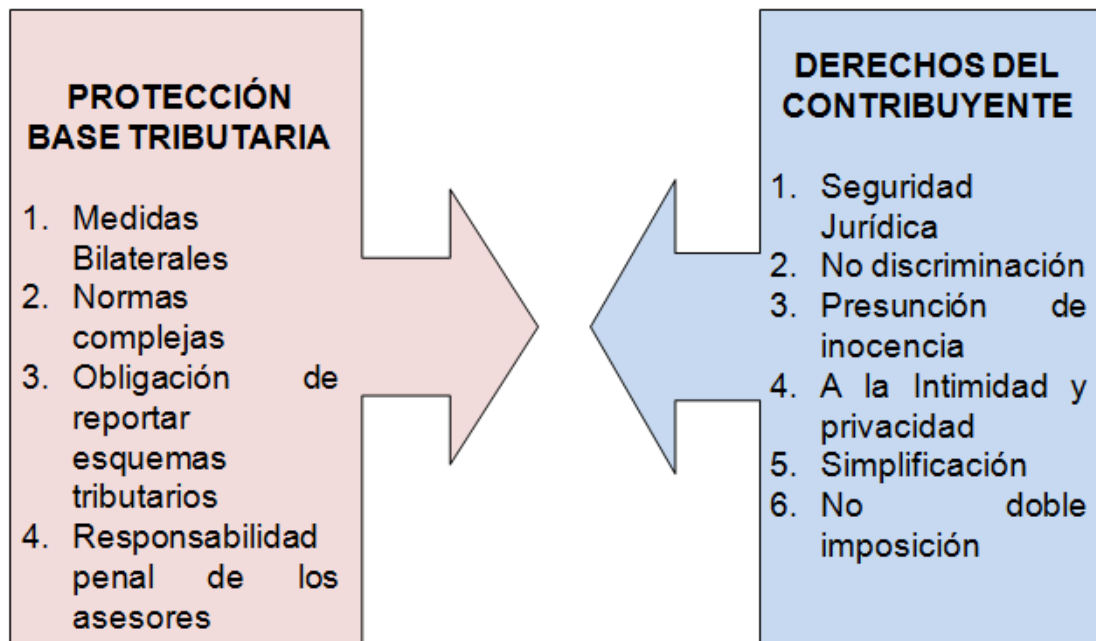 PROTECCIÓN
BASE TRIBUTARIA
1. Medidas
Bilaterales
2. Normas
complejas
3. Obligación de
reportar
esquemas
tributarios
4. Responsabilidad
penal de los
asesores
DERECHOS DEL
CONTRIBUYENTE
1. Seguridad
Jurídica
2. No discriminación
3. Presunción de
inocencia
4. A la Intimidad y
privacidad
5. Simplificación
6. No doble
imposición